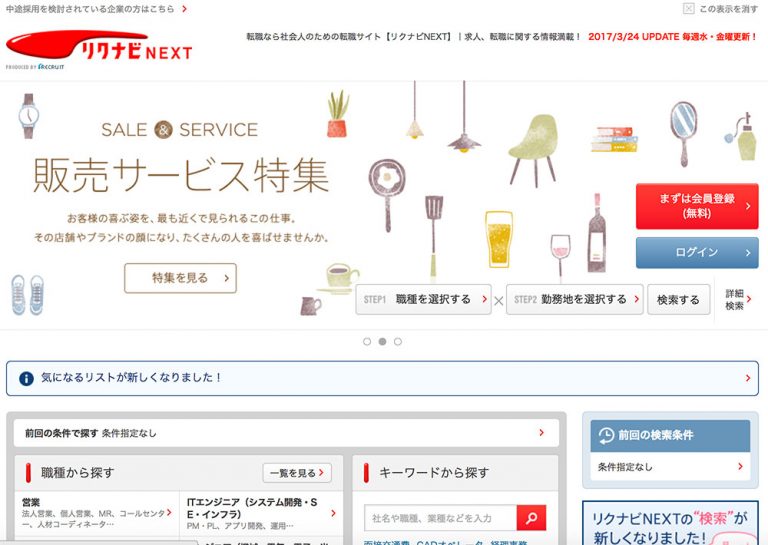 中途採用を検討されている企業の方はこちら
この表示を消す
リクナビNEXT
PRODUCED BY RECRUIT
転職なら社会人のための転職サイト【リクナビNEXT】｜求人、転職に関する情報満載！ 2017/3/24 UPDATE 毎週水・金曜更新！
SALE & SERVICE
販売サービス特集
お客様の喜ぶ姿を、最も近くで見られるこの仕事。
その店舗やブランドの顔になり、たくさんの人を喜ばせませんか。
特集を見る
まずは会員登録
(無料)
ログイン
STEP1 職種を選択する
STEP2 勤務地を選択する
検索する
詳細
検索
気になるリストが新しくなりました！
前回の条件で探す 条件指定なし
職種から探す
一覧を見る
営業
法人営業、個人営業、MR、コールセンタ
ー、人材コーディネータ…
ITエンジニア（システム開発・S
E・インフラ）
PM・PL、アプリ開発、運用…
キーワードから探す
社名や職種、業種などを入力
面接交通費 CADオペレータ 経理事務
前回の検索条件
条件指定なし
リクナビNEXTの“検索”が
新しくなりました！